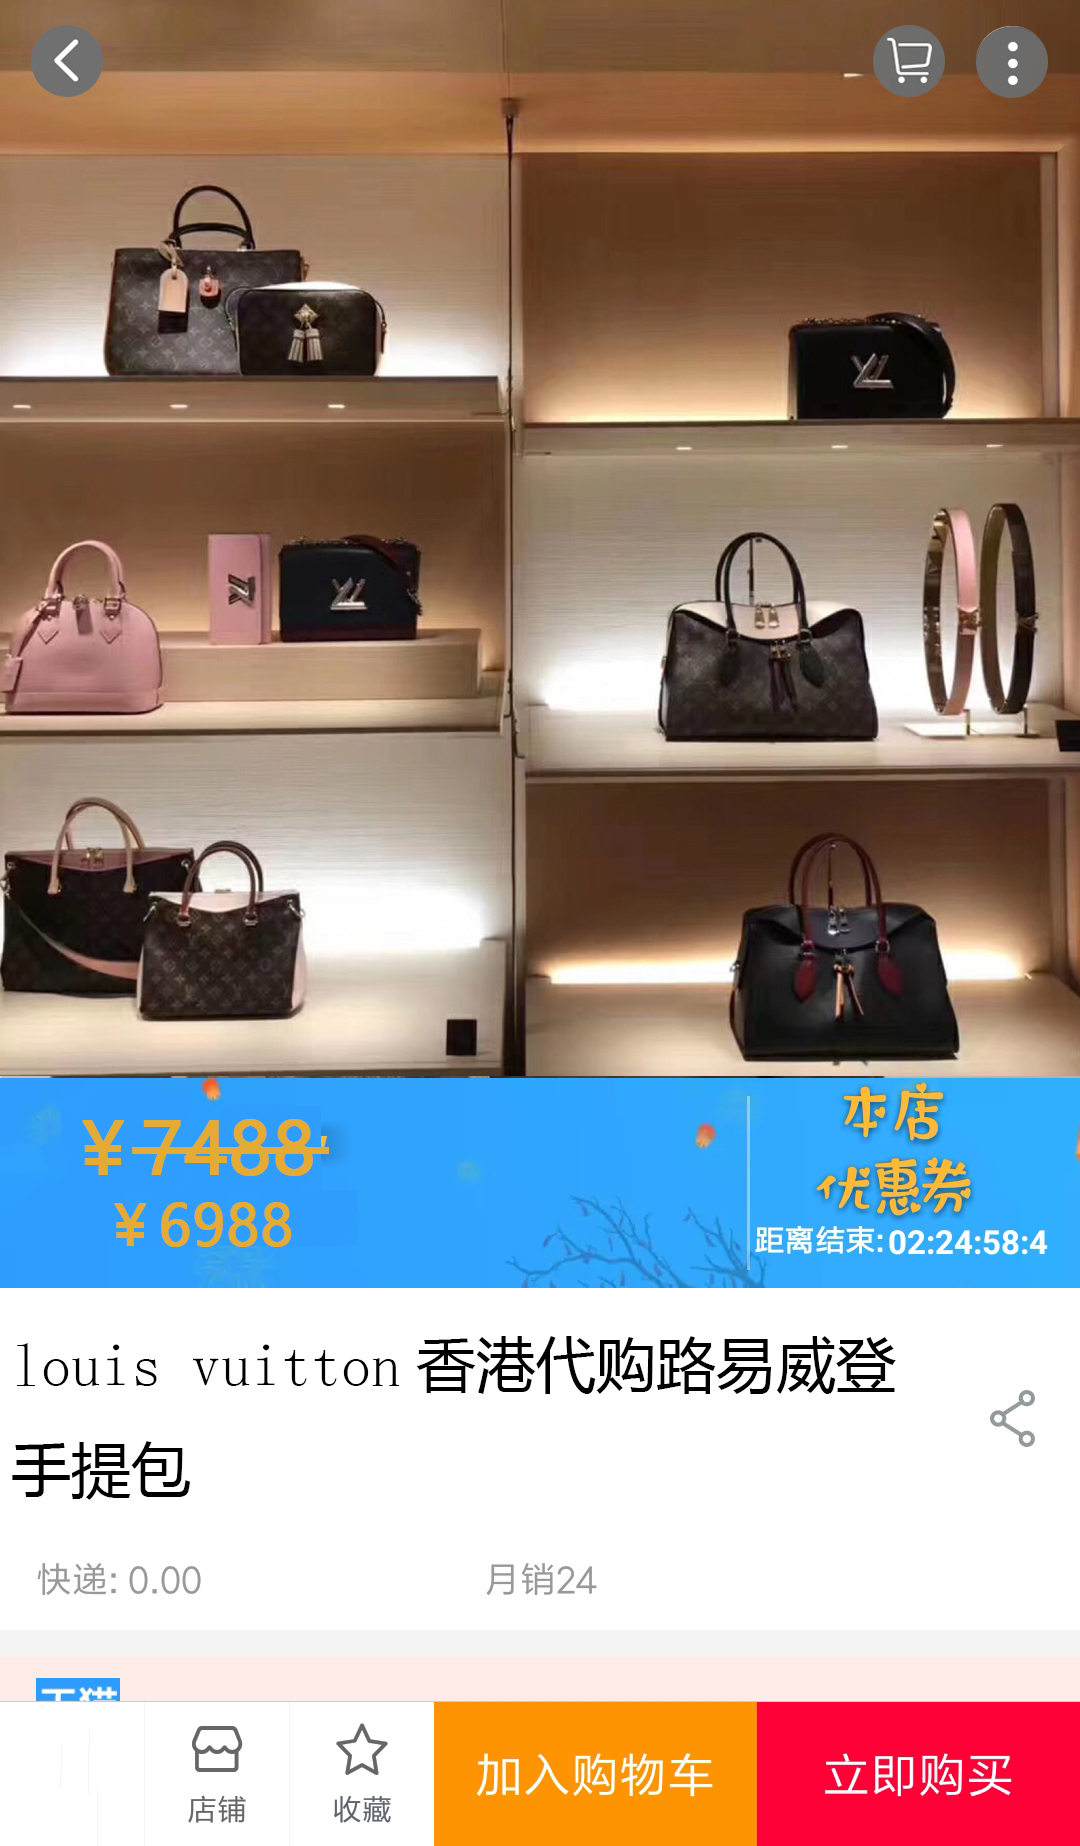 ¥7488
¥6988
本店
优惠券
距离结束:02:24:58:4
louis vuitton 香港代购路易威登
手提包
快递: 0.00
月销24
店铺
收藏
加入购物车
立即购买